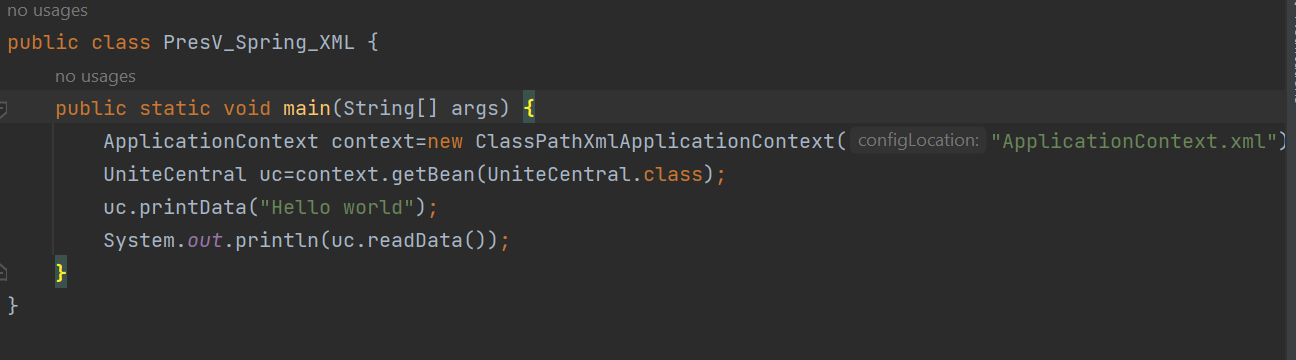 no usages
public class PresV_Spring_XML {
no usages
public static void main(String[] args) {
ApplicationContext context=new ClassPathXmlApplicationContext( configLocation: "ApplicationContext.xml")
UniteCentral uc=context.getBean(UniteCentral.class);
uc.printData("Hello world");
System.out.println(uc.readData());
}
}